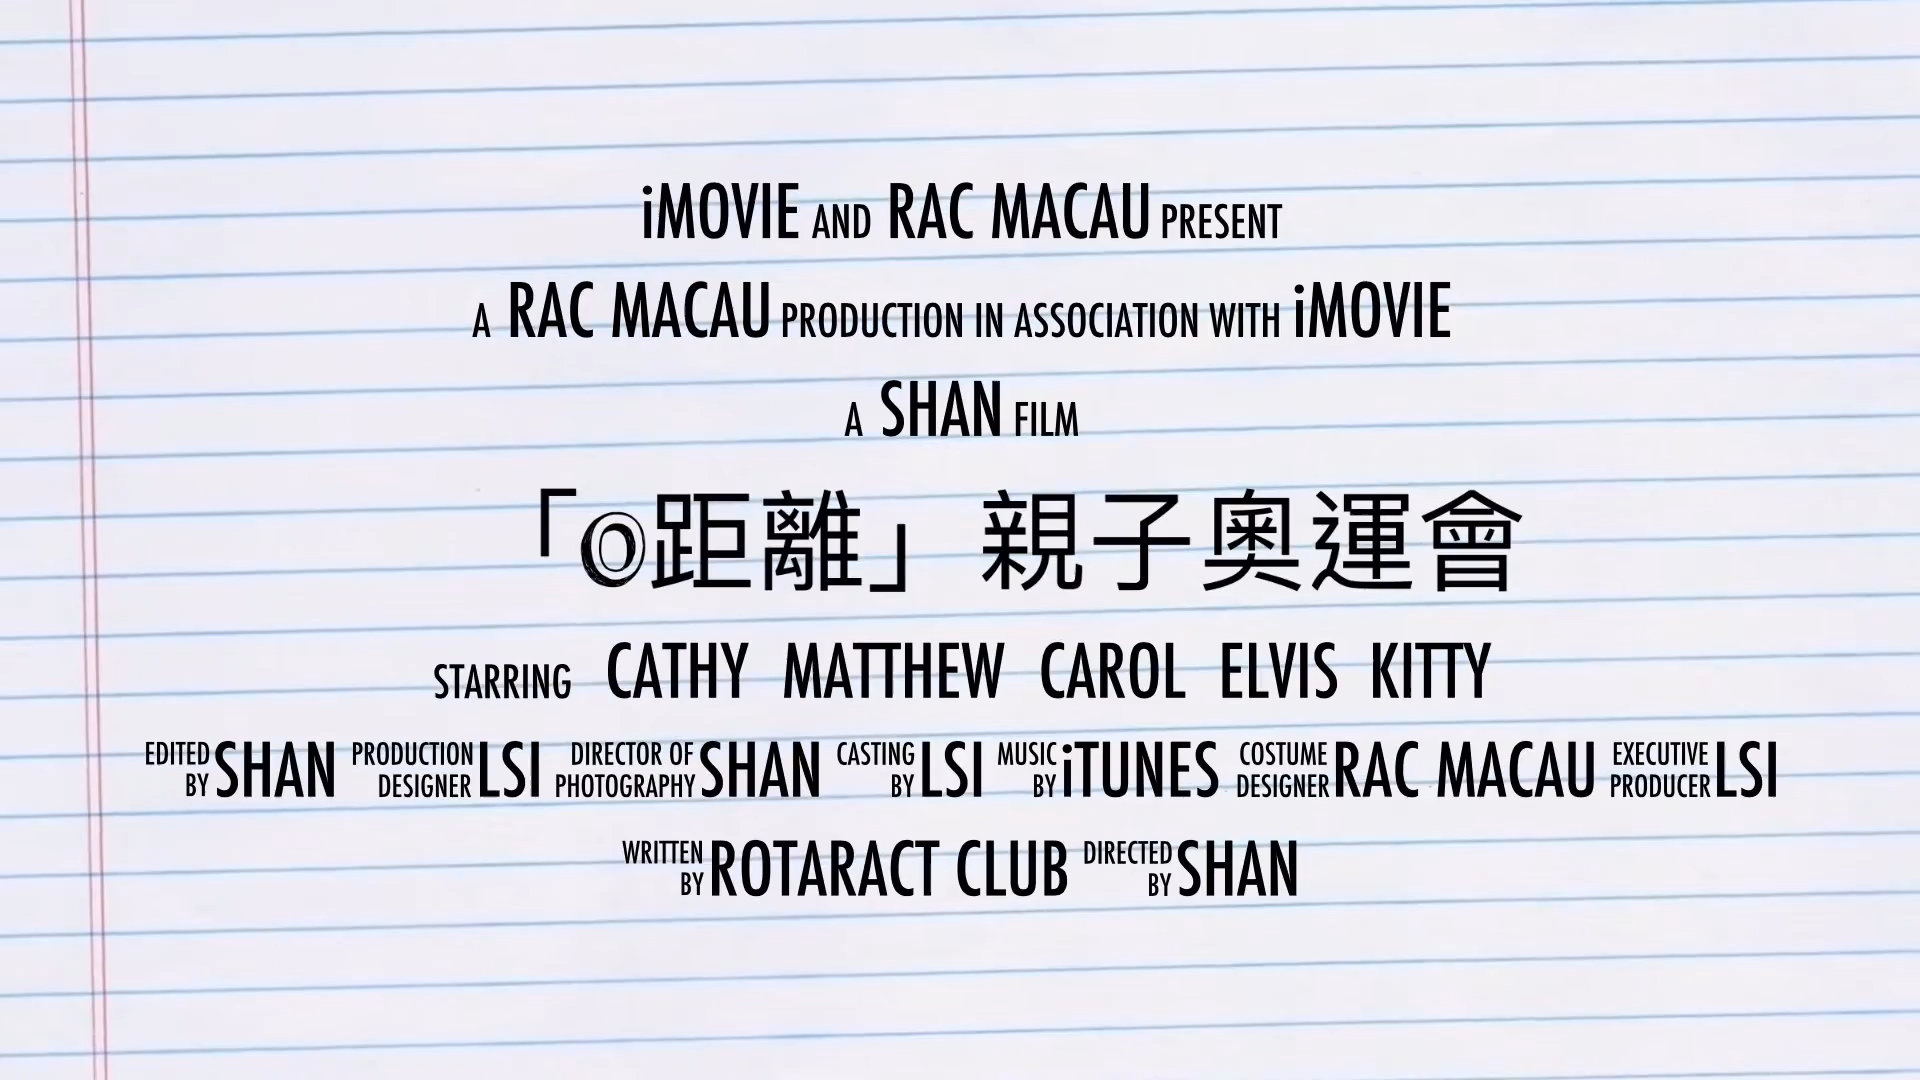 iMOVIE AND RAC MACAU PRESENT
A RAC MACAU PRODUCTION IN ASSOCIATION WITH iMOVIE
A SHAN FILM
「o距離」親子奧運會
STARRING CATHY MATTHEW CAROL ELVIS KITTY
EDITED BY SHAN PRODUCTION DESIGNER LSI DIRECTOR OF PHOTOGRAPHY SHAN CASTING BY LSI MUSIC BY iTUNES COSTUME DESIGNER RAC MACAU EXECUTIVE PRODUCER LSI
WRITTEN BY ROTARACT CLUB DIRECTED BY SHAN